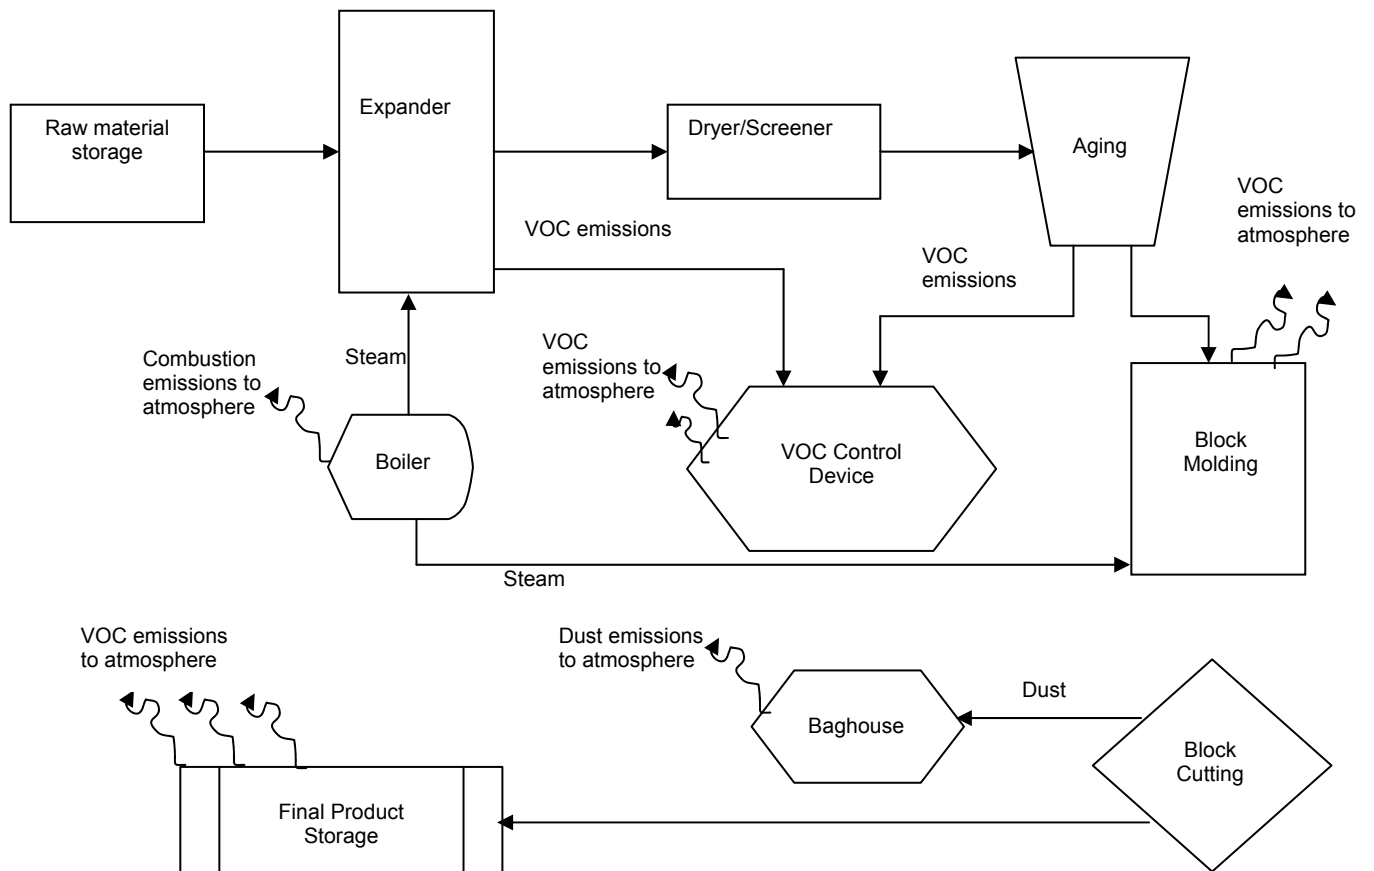 Raw material
storage
Expander
Dryer/Screener
Aging
VOC
emissions to
atmosphere
VOC emissions
VOC
emissions
Combustion
emissions to
atmosphere
Steam
VOC
emissions to
atmosphere
Boiler
VOC Control
Device
Block
Molding
Steam
VOC emissions
to atmosphere
Dust emissions
to atmosphere
Baghouse
Dust
Block
Cutting
Final Product
Storage